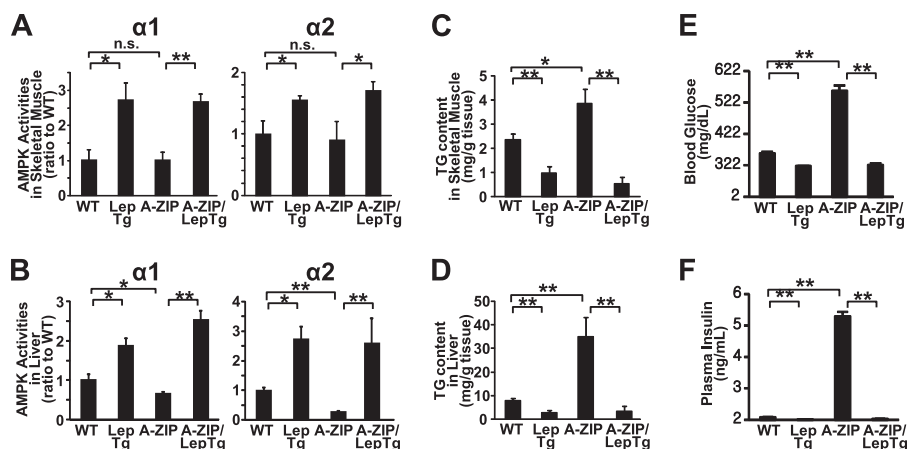 A
α1
α2
AMPK Activities
in Skeletal Muscle
(ratio to WT)
4
3
2
1
0
n.s.
*
**
WT Lep Tg A-ZIP A-ZIP/ LepTg
2
1
0
n.s.
*
*
WT Lep Tg A-ZIP A-ZIP/ LepTg
C
TG content
in Skeletal Muscle
(mg/g tissue)
6
5
4
3
2
1
0
*
**
**
WT Lep Tg A-ZIP A-ZIP/ LepTg
E
Blood Glucose
(mg/dL)
622
522
422
322
2
**
**
**
WT Lep Tg A-ZIP A-ZIP/ LepTg
B
α1
α2
AMPK Activities
in Liver
(ratio to WT)
3
2
1
0
*
*
**
WT Lep Tg A-ZIP A-ZIP/ LepTg
4
3
2
1
0
**
*
**
WT Lep Tg A-ZIP A-ZIP/ LepTg
D
TG content
in Liver
(mg/g tissue)
50
40
30
20
10
0
**
**
**
WT Lep Tg A-ZIP A-ZIP/ LepTg
F
Plasma Insulin
(ng/mL)
6
5
4
2
**
**
**
WT Lep Tg A-ZIP A-ZIP/ LepTg